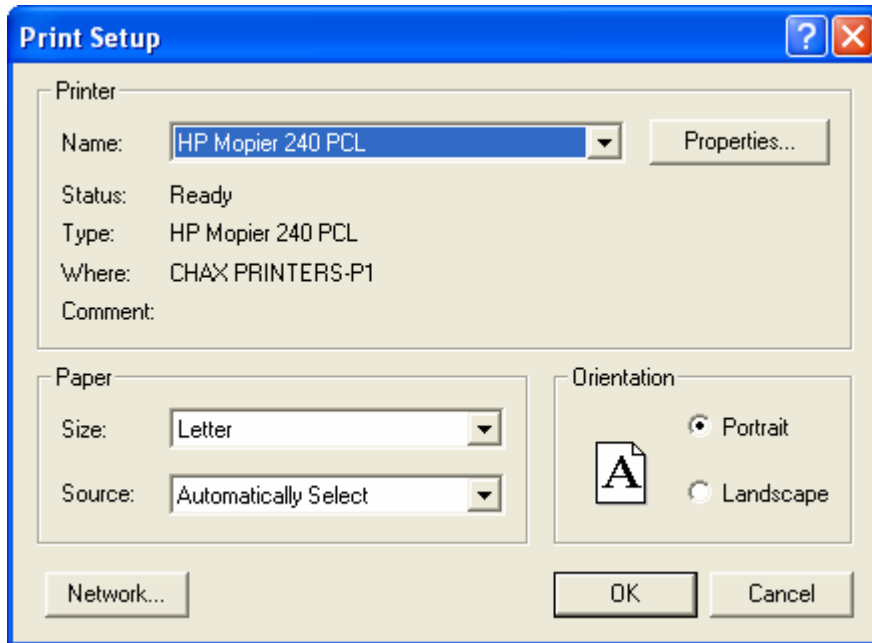 Print Setup
Printer
Name: HP Mopier 240 PCL Properties...
Status: Ready
Type: HP Mopier 240 PCL
Where: CHAX PRINTERS-P1
Comment:
Paper
Size: Letter
Source: Automatically Select
Orientation
A
Portrait
Landscape
Network... OK Cancel